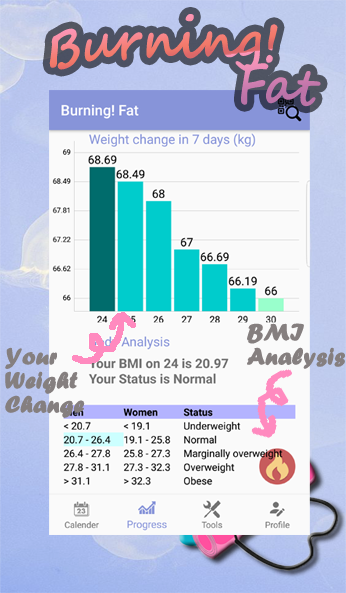 Burning!
Fat
Burning! Fat
Weight change in 7 days (kg)
69
68.49
67.81
67.22
66.62
66
68.69
68.49
68
67
66.69
66.19
66
24
26
27
28
29
30
Analysis
Your BMI on 24 is 20.97
Your Status is Normal
Your
Weight
Change
BMI
Analysis
Women Status
< 20.7 < 19.1 Underweight
20.7 - 26.4 19.1 - 25.8 Normal
26.4 - 27.8 25.8 - 27.3 Marginally overweight
27.8 - 31.1 27.3 - 32.3 Overweight
> 31.1 > 32.3 Obese
23
Calender Progress Tools Profile